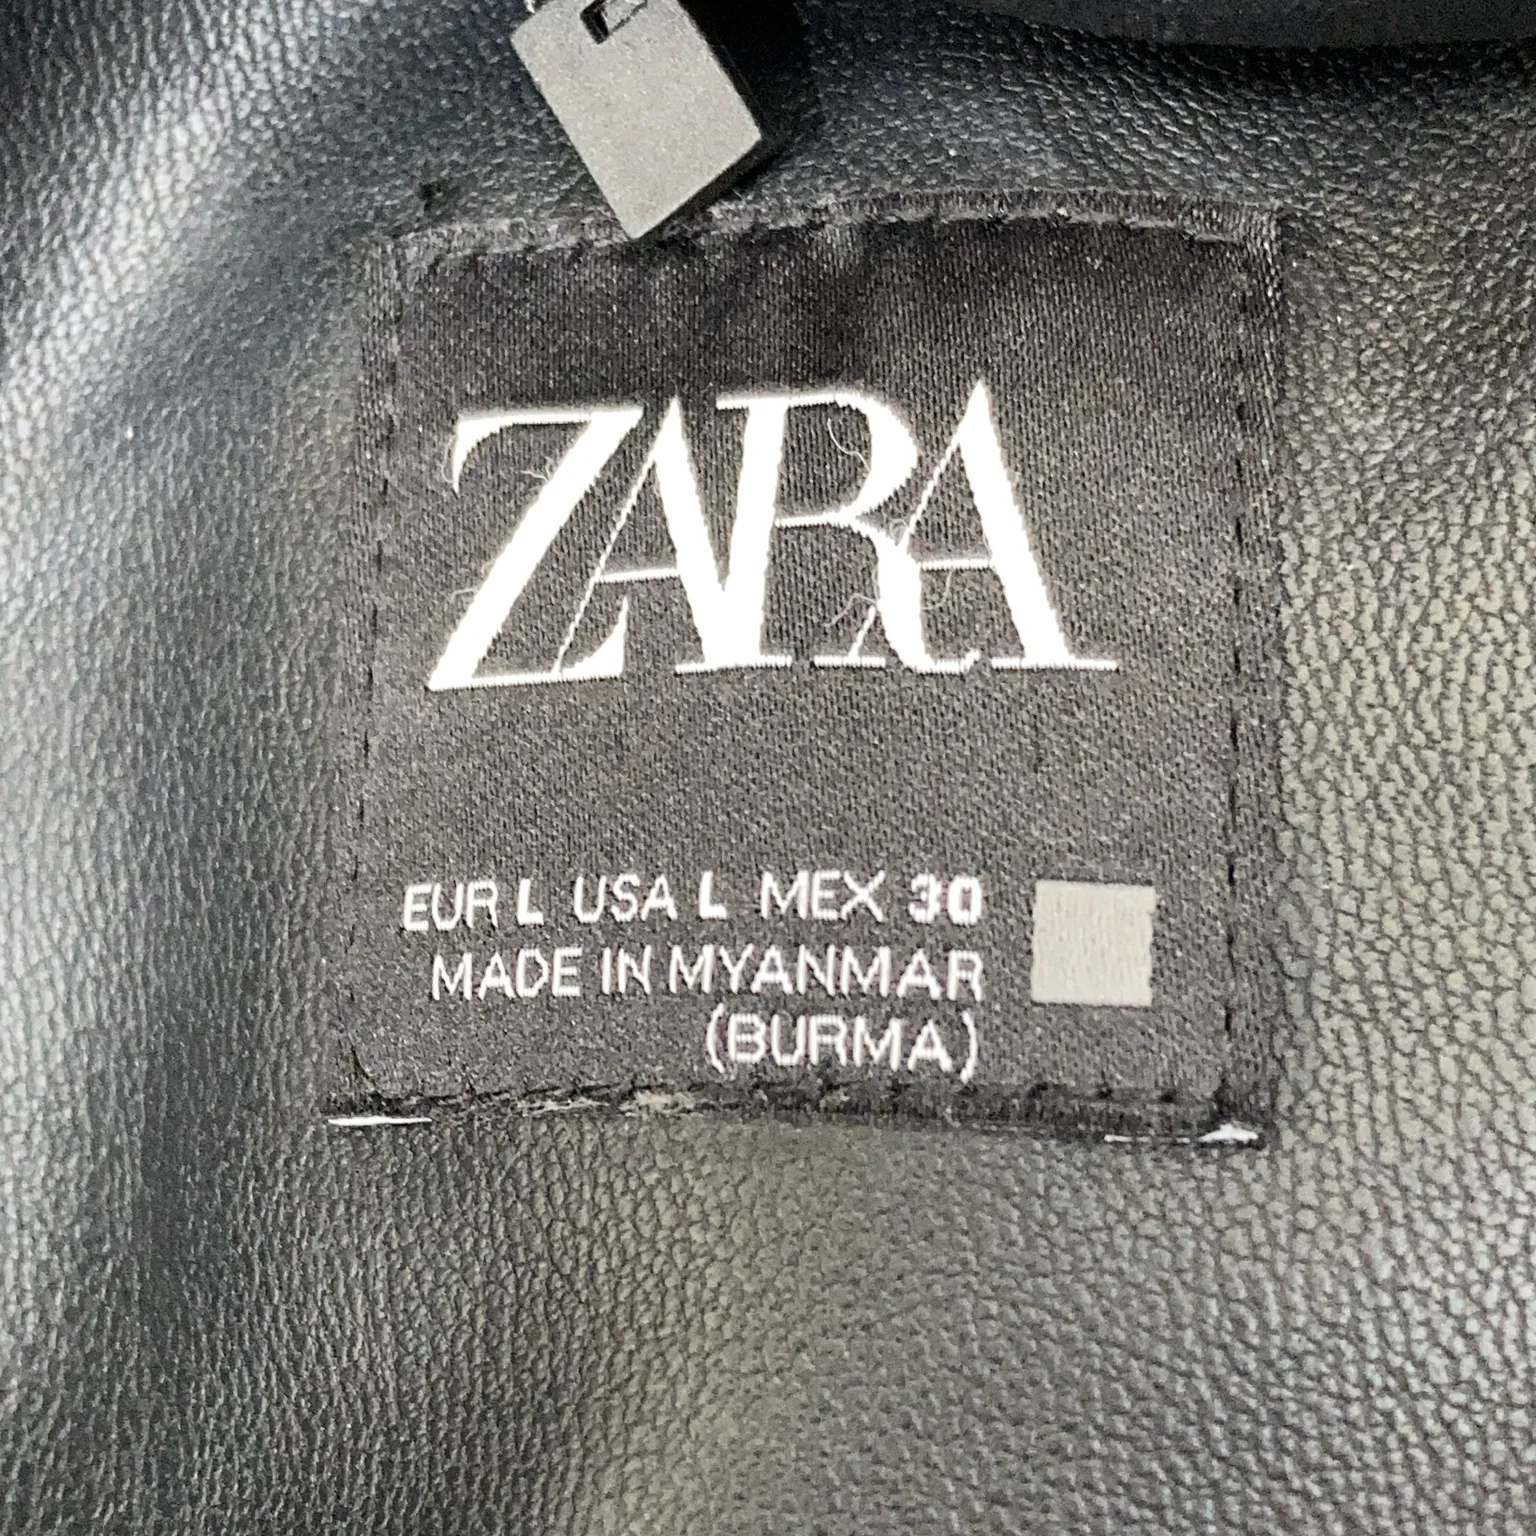 ZARA
EUR L USA L MEX 30
MADE IN MYANMAR
(BURMA)